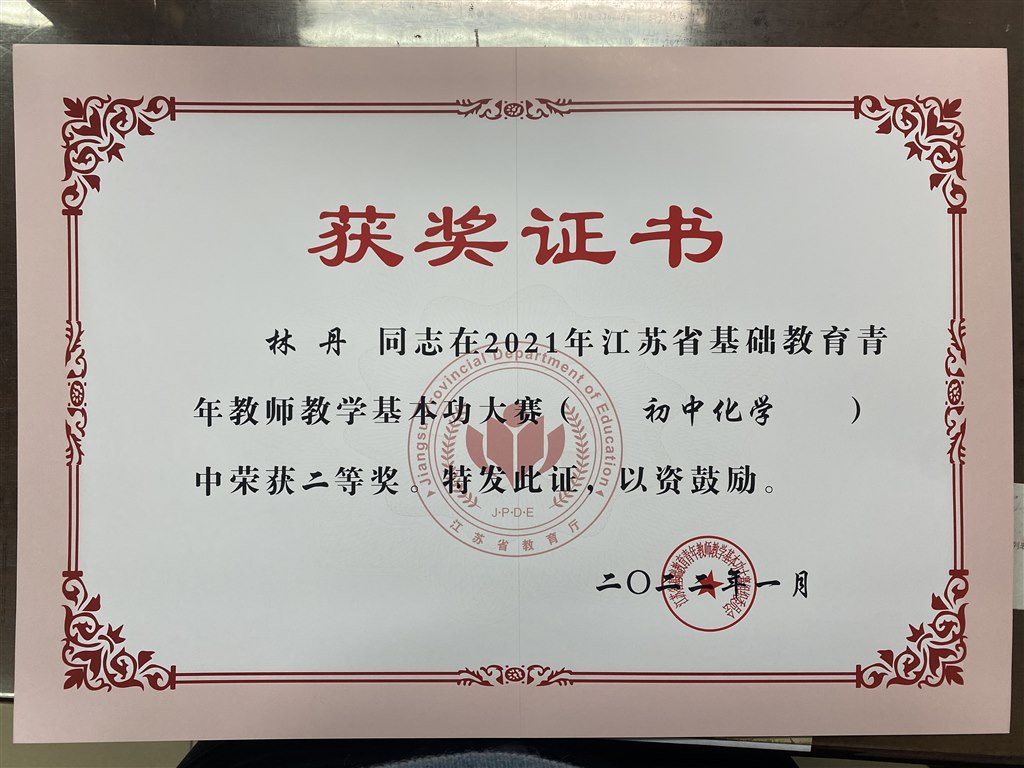 获奖证书
林丹 同志在2021年江苏省基础教育青
年教师教学基本功大赛（ 初中化学 ）
中荣获二等奖。特发此证，以资鼓励。
Jiangsu Provincial Department of Education
J·P·D·E
江苏省教育厅
二〇二二年一月